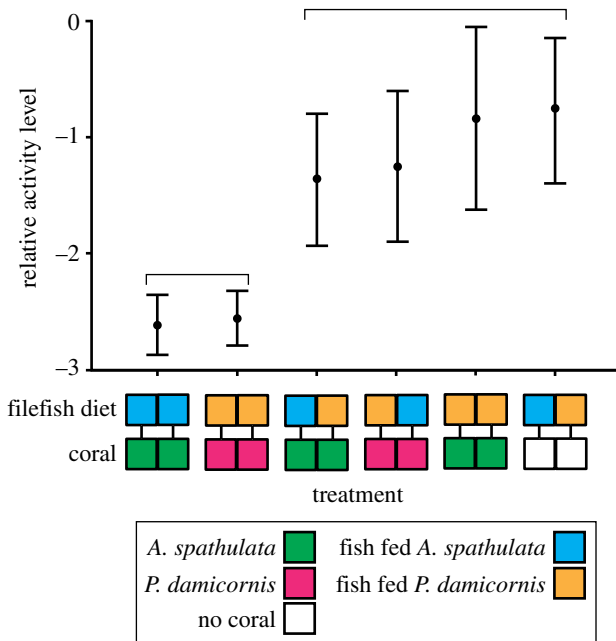 0
−1
−2
−3
relative activity level
filefish diet
coral
treatment
A. spathulata fish fed A. spathulata
P. damicornis fish fed P. damicornis
no coral